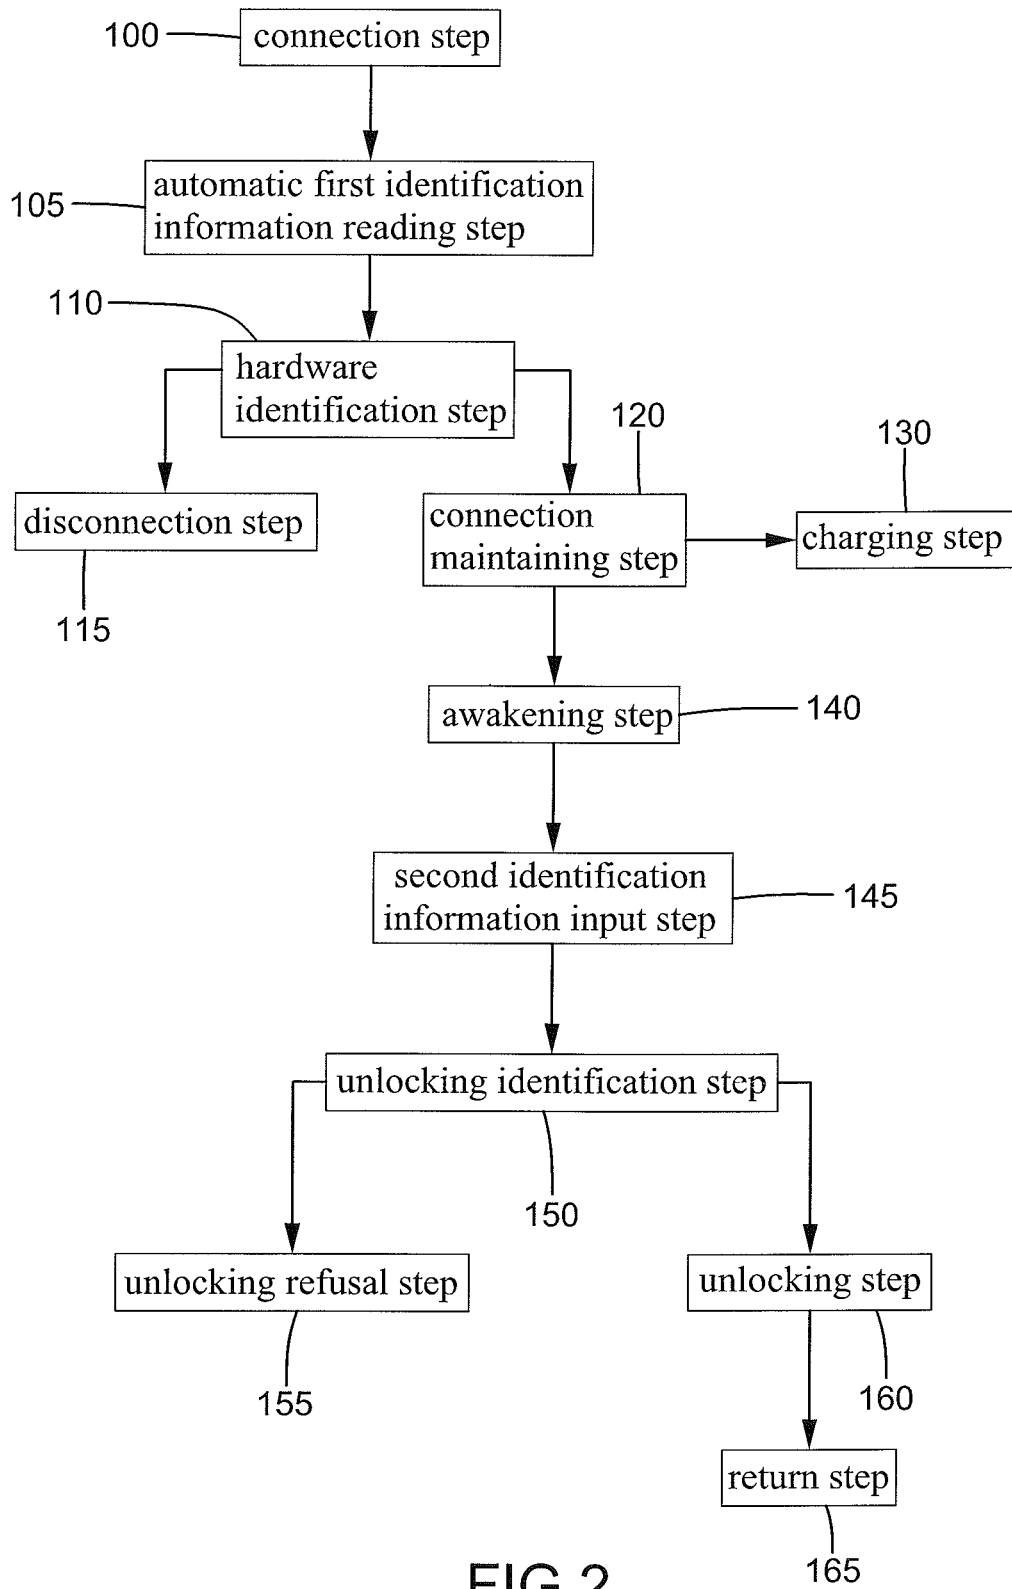 100
connection step
105
automatic first identification
information reading step
110
hardware
identification step
120
130
disconnection step
connection
maintaining step
charging step
115
awakening step
140
second identification
information input step
145
unlocking identification step
150
unlocking refusal step
unlocking step
155
160
return step
165
FIG.2